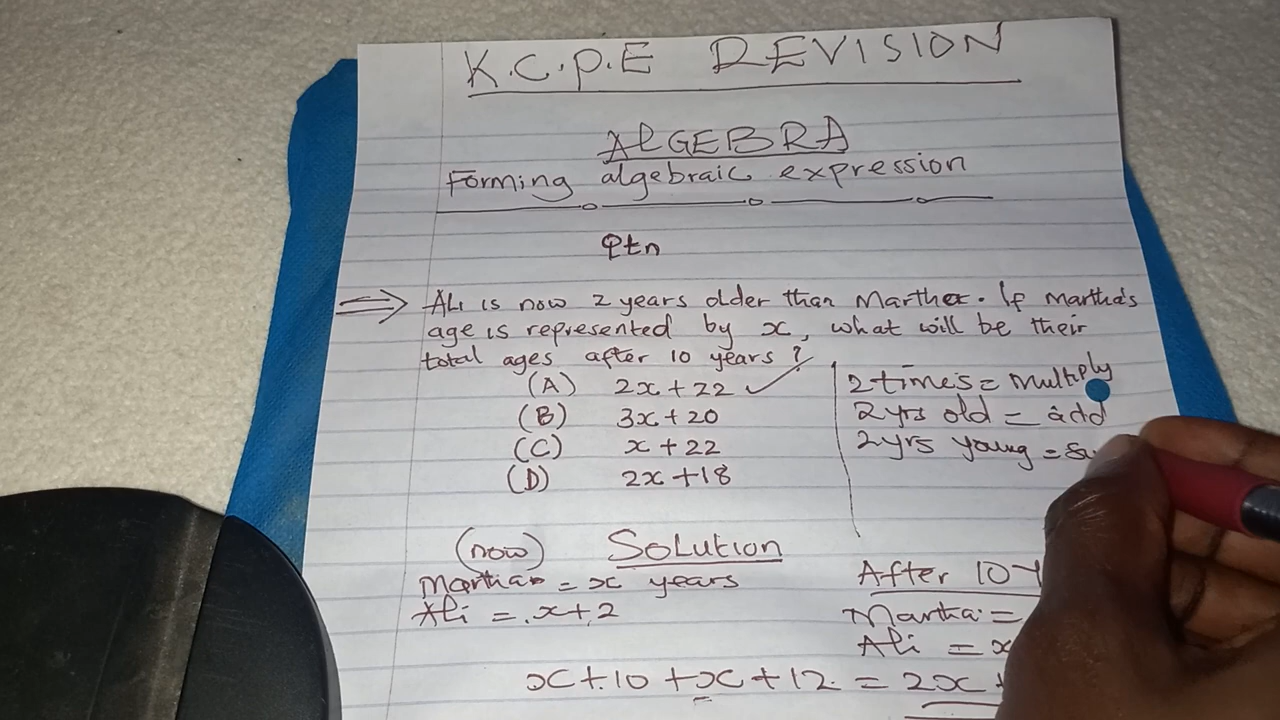 K.C.P.E REVISION
ALGEBRA
Forming algebraic expression
Qtn
Ali is now 2 years older than Martha. If Martha's
age is represented by x, what will be their
total ages after 10 years?
(A) 2x+22 ✓
(B) 3x+20
(C) x+22
(D) 2x+18
2 times = multiply
2yrs old = add
2yrs young =
(now) Solution
Martha = x years
Ali = x+2
After 10
Martha =
Ali = x
x+10+x+12 = 2x